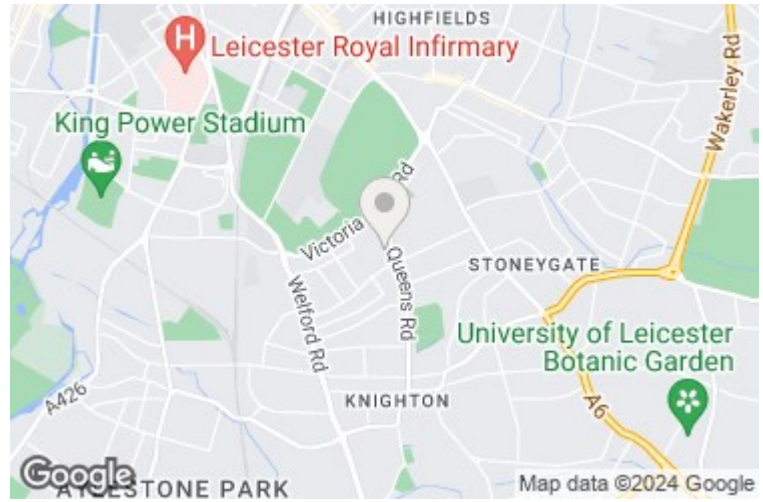 HIGHFIELDS
H
Leicester Royal Infirmary
King Power Stadium
Wakerley Rd
Victoria
Rd
Queens Rd
STONEYGATE
Welford Rd
University of Leicester
Botanic Garden
A426
KNIGHTON
A6
Google
AYLESTONE PARK
Map data ©2024 Google